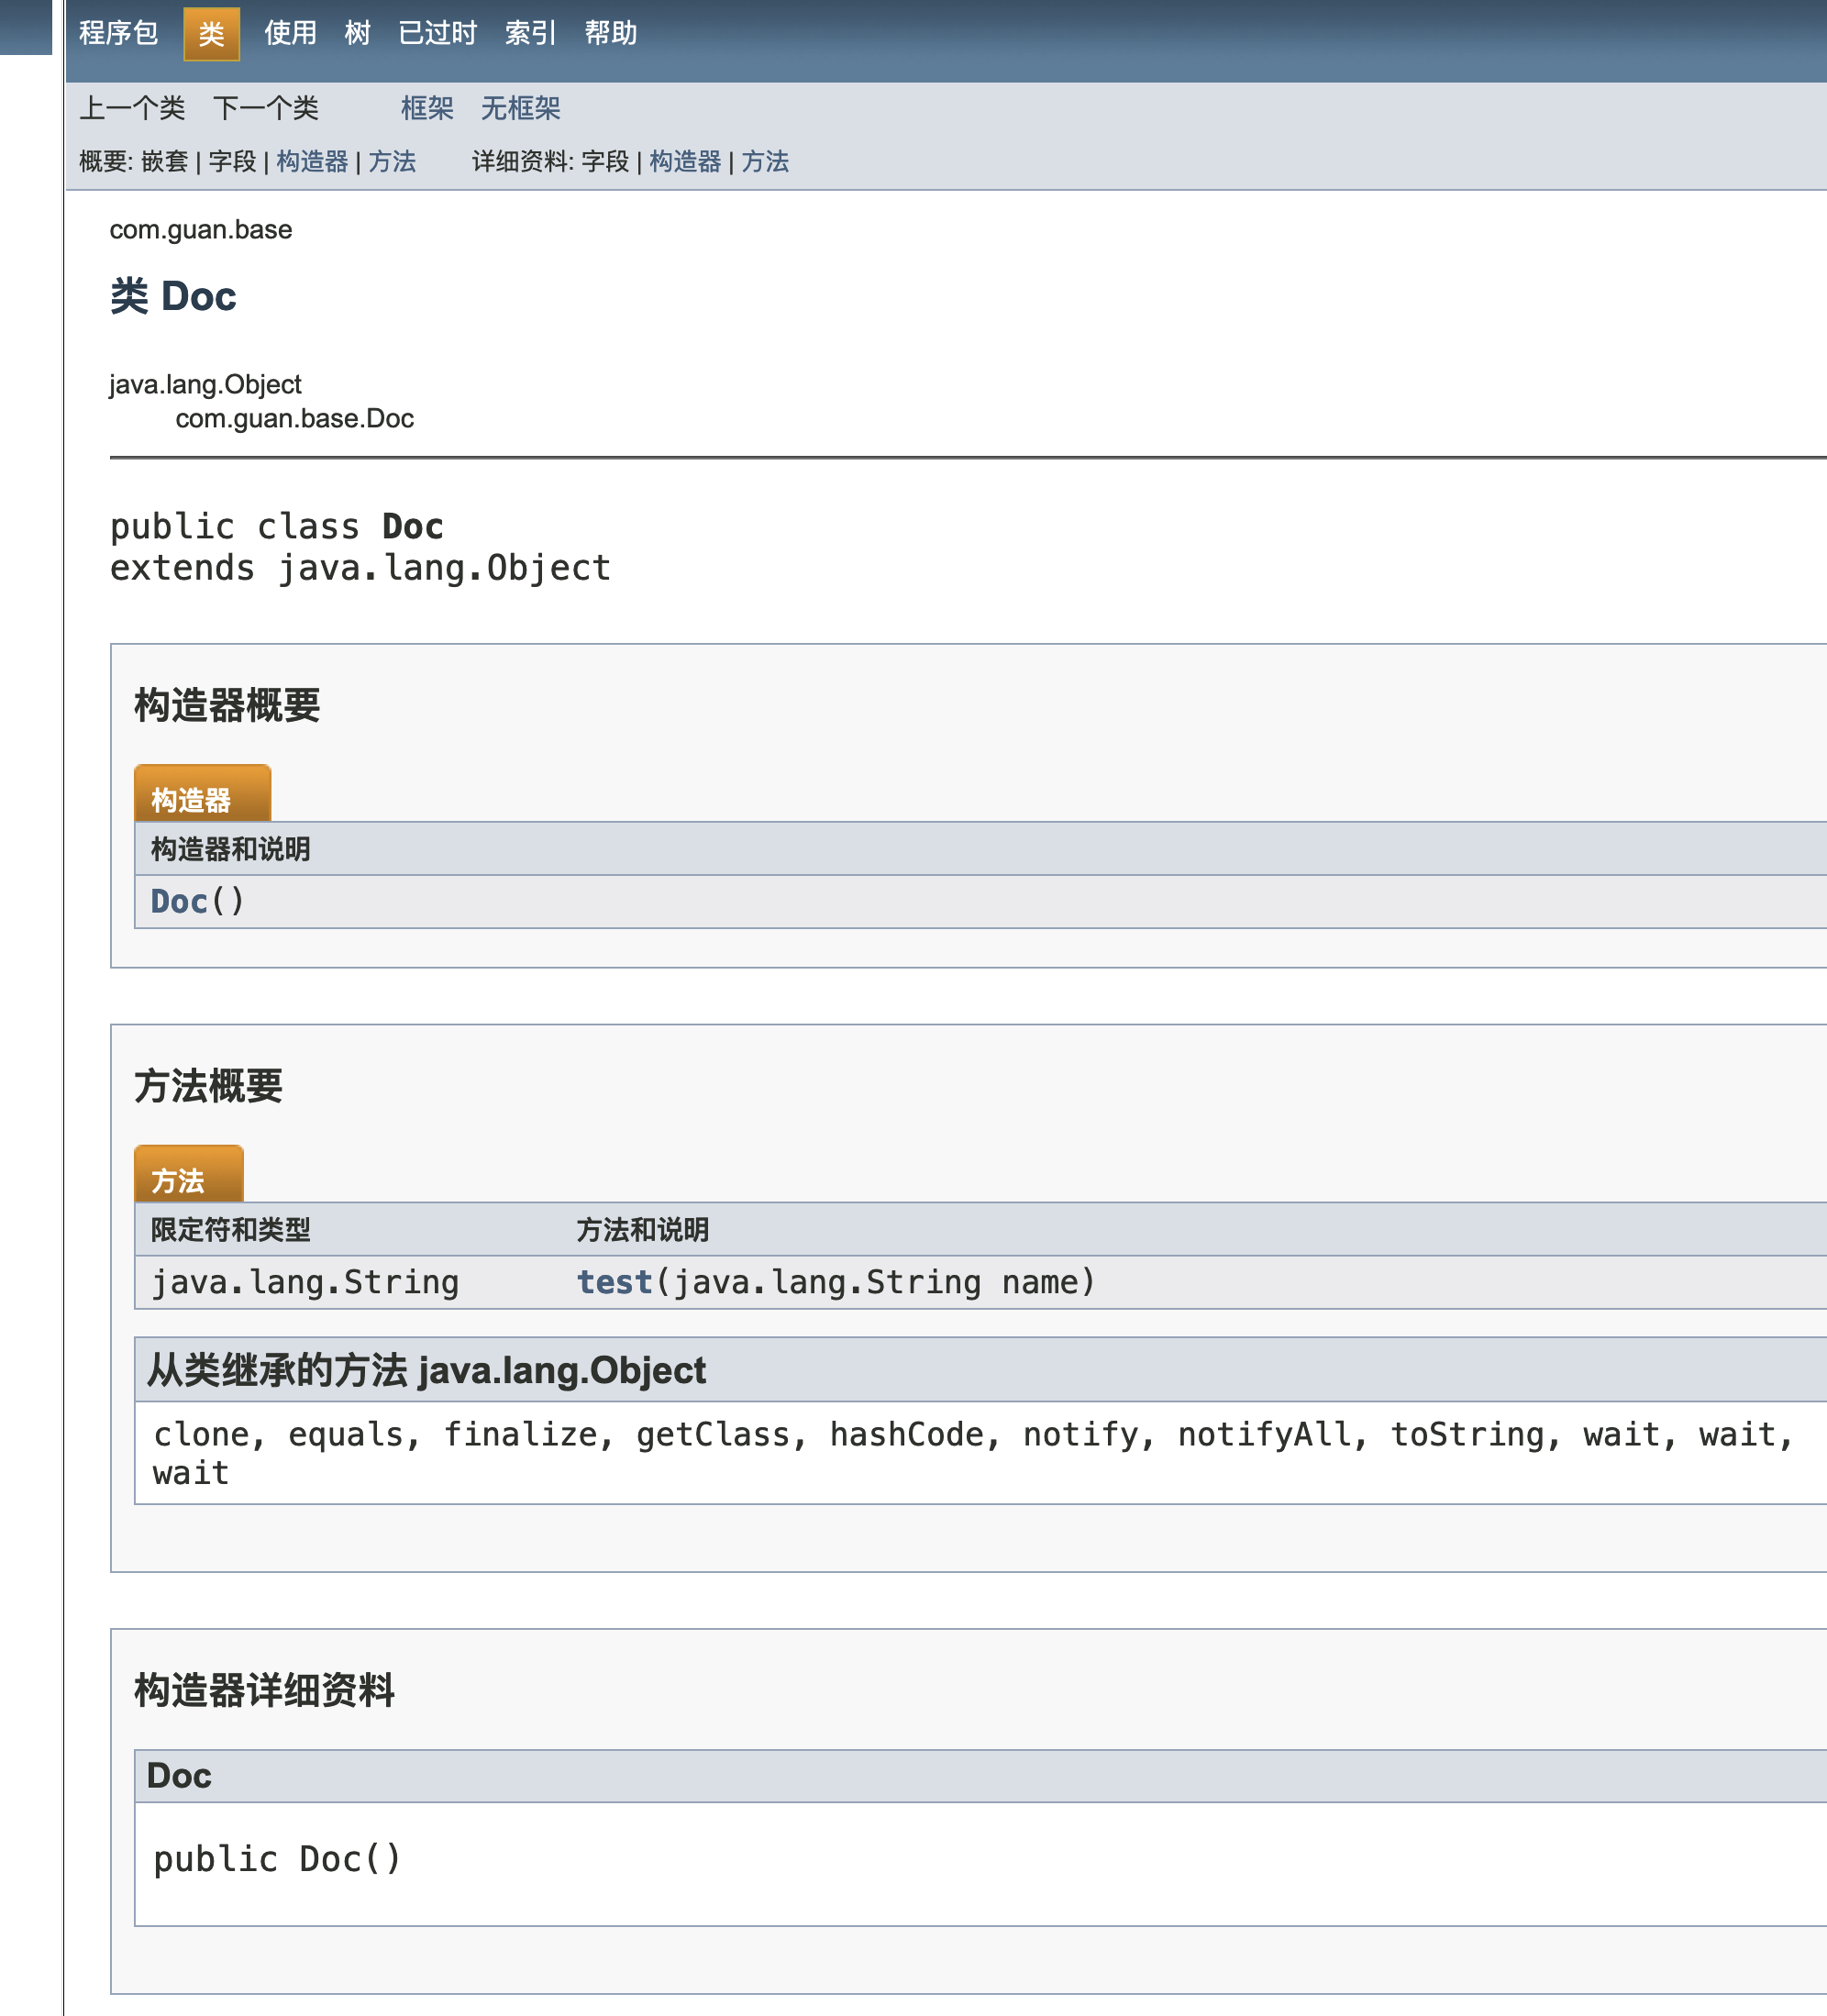 程序包 类 使用 树 已过时 索引 帮助
上一个类 下一个类 框架 无框架
概要: 嵌套 | 字段 | 构造器 | 方法 详细资料: 字段 | 构造器 | 方法
com.guan.base
类 Doc
java.lang.Object
com.guan.base.Doc
public class Doc
extends java.lang.Object
构造器概要
构造器
构造器和说明
Doc()
方法概要
方法
限定符和类型 方法和说明
java.lang.String test(java.lang.String name)
从类继承的方法 java.lang.Object
clone, equals, finalize, getClass, hashCode, notify, notifyAll, toString, wait, wait,
wait
构造器详细资料
Doc
public Doc()